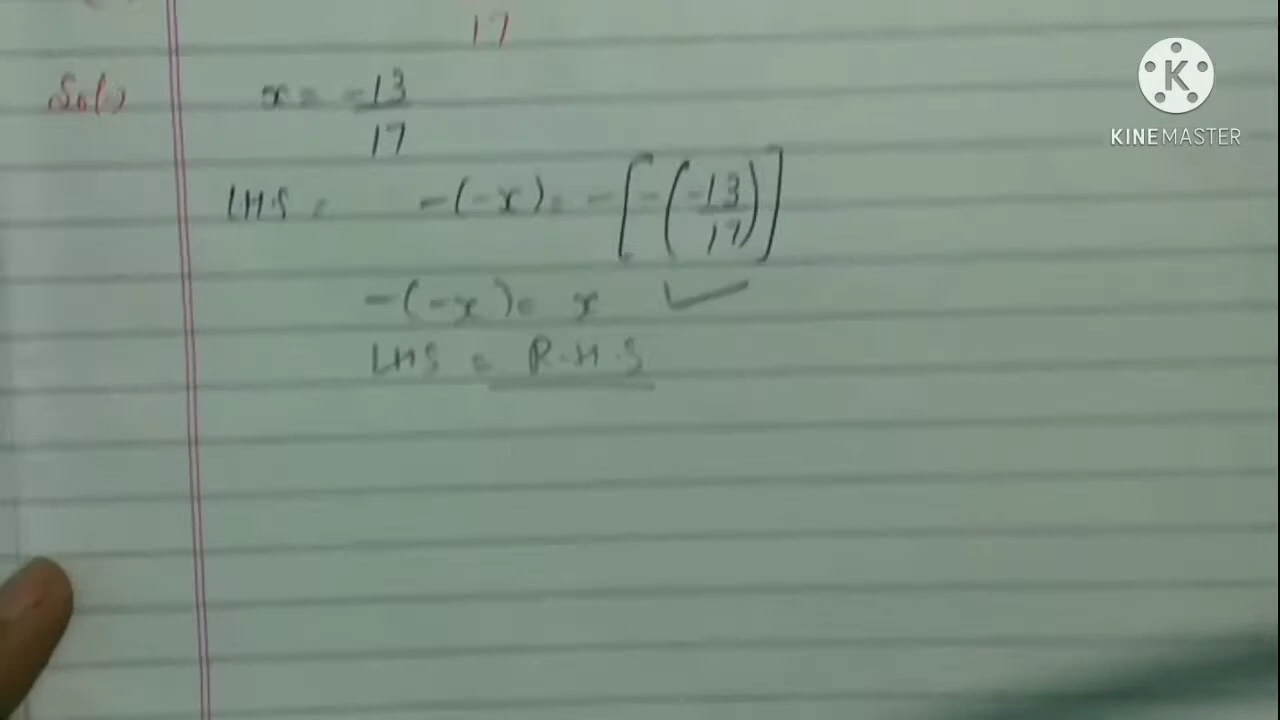 17
Sol:)
x = -13
17
K
KINEMASTER
LHS = -(-x) = -[-(-13/17)]
-(-x) = x ✓
LHS = R.H.S